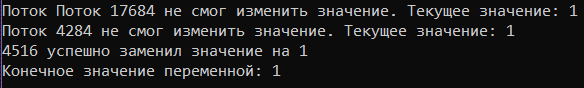 Поток Поток 17684 не смог изменить значение. Текущее значение: 1
Поток 4284 не смог изменить значение. Текущее значение: 1
4516 успешно заменил значение на 1
Конечное значение переменной: 1